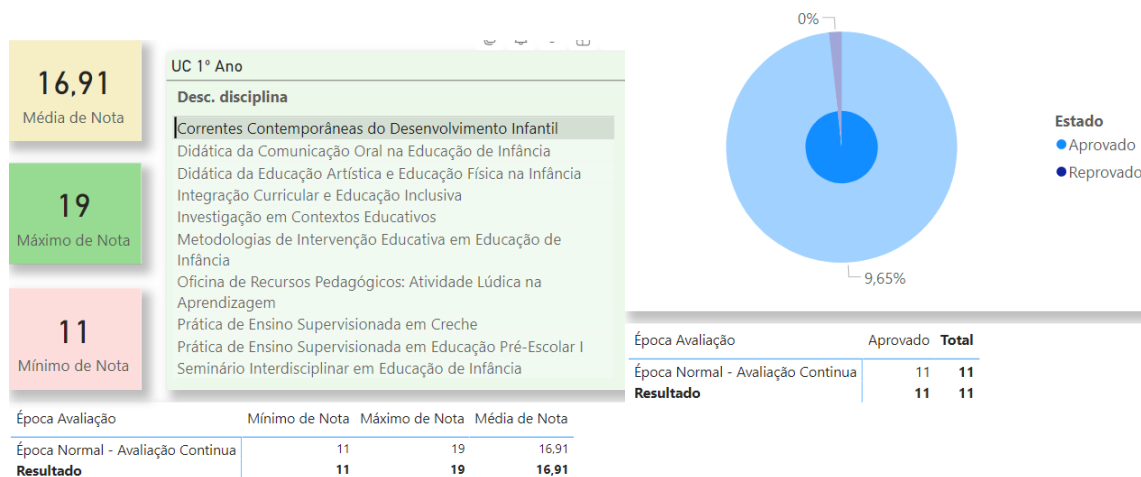 16,91
Média de Nota
19
Máximo de Nota
11
Mínimo de Nota
UC 1º Ano
Desc. disciplina
Correntes Contemporâneas do Desenvolvimento Infantil
Didática da Comunicação Oral na Educação de Infância
Didática da Educação Artística e Educação Física na Infância
Integração Curricular e Educação Inclusiva
Investigação em Contextos Educativos
Metodologias de Intervenção Educativa em Educação de
Infância
Oficina de Recursos Pedagógicos: Atividade Lúdica na
Aprendizagem
Prática de Ensino Supervisionada em Creche
Prática de Ensino Supervisionada em Educação Pré-Escolar I
Seminário Interdisciplinar em Educação de Infância
Época Avaliação Mínimo de Nota Máximo de Nota Média de Nota
Época Normal - Avaliação Continua 11 19 16,91
Resultado 11 19 16,91
0%
9,65%
Estado
Aprovado
Reprovado
Época Avaliação Aprovado Total
Época Normal - Avaliação Continua 11 11
Resultado 11 11